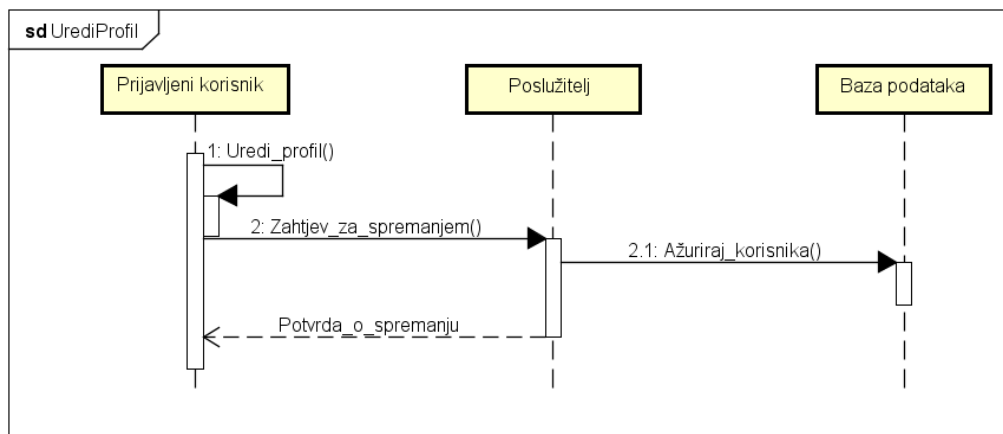 sd UrediProfil
Prijavljeni korisnik
Poslužitelj
Baza podataka
1: Uredi_profil()
2: Zahtjev_za_spremanjem()
2.1: Ažuriraj_korisnika()
Potvrda_o_spremanju